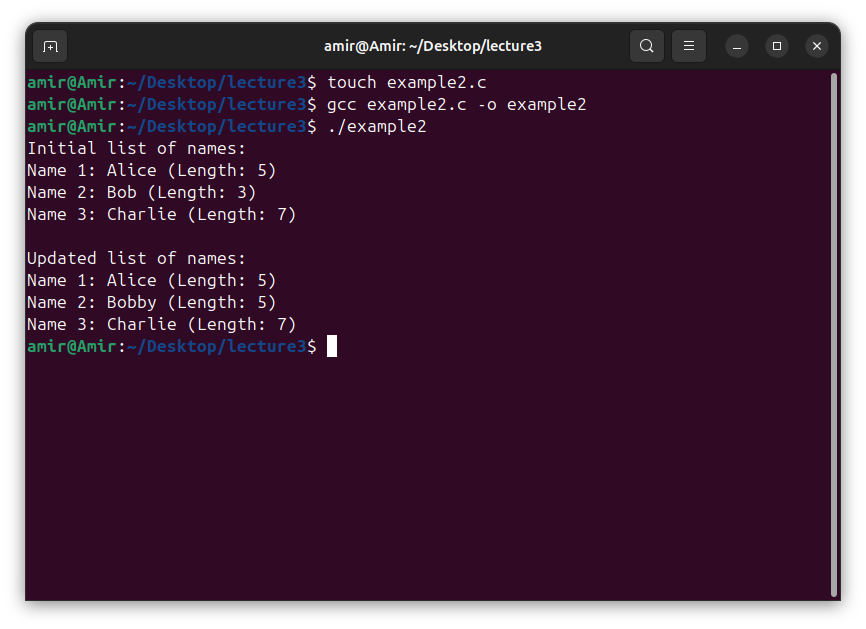 amir@Amir: ~/Desktop/lecture3
amir@Amir:~/Desktop/lecture3$ touch example2.c
amir@Amir:~/Desktop/lecture3$ gcc example2.c -o example2
amir@Amir:~/Desktop/lecture3$ ./example2
Initial list of names:
Name 1: Alice (Length: 5)
Name 2: Bob (Length: 3)
Name 3: Charlie (Length: 7)

Updated list of names:
Name 1: Alice (Length: 5)
Name 2: Bobby (Length: 5)
Name 3: Charlie (Length: 7)
amir@Amir:~/Desktop/lecture3$